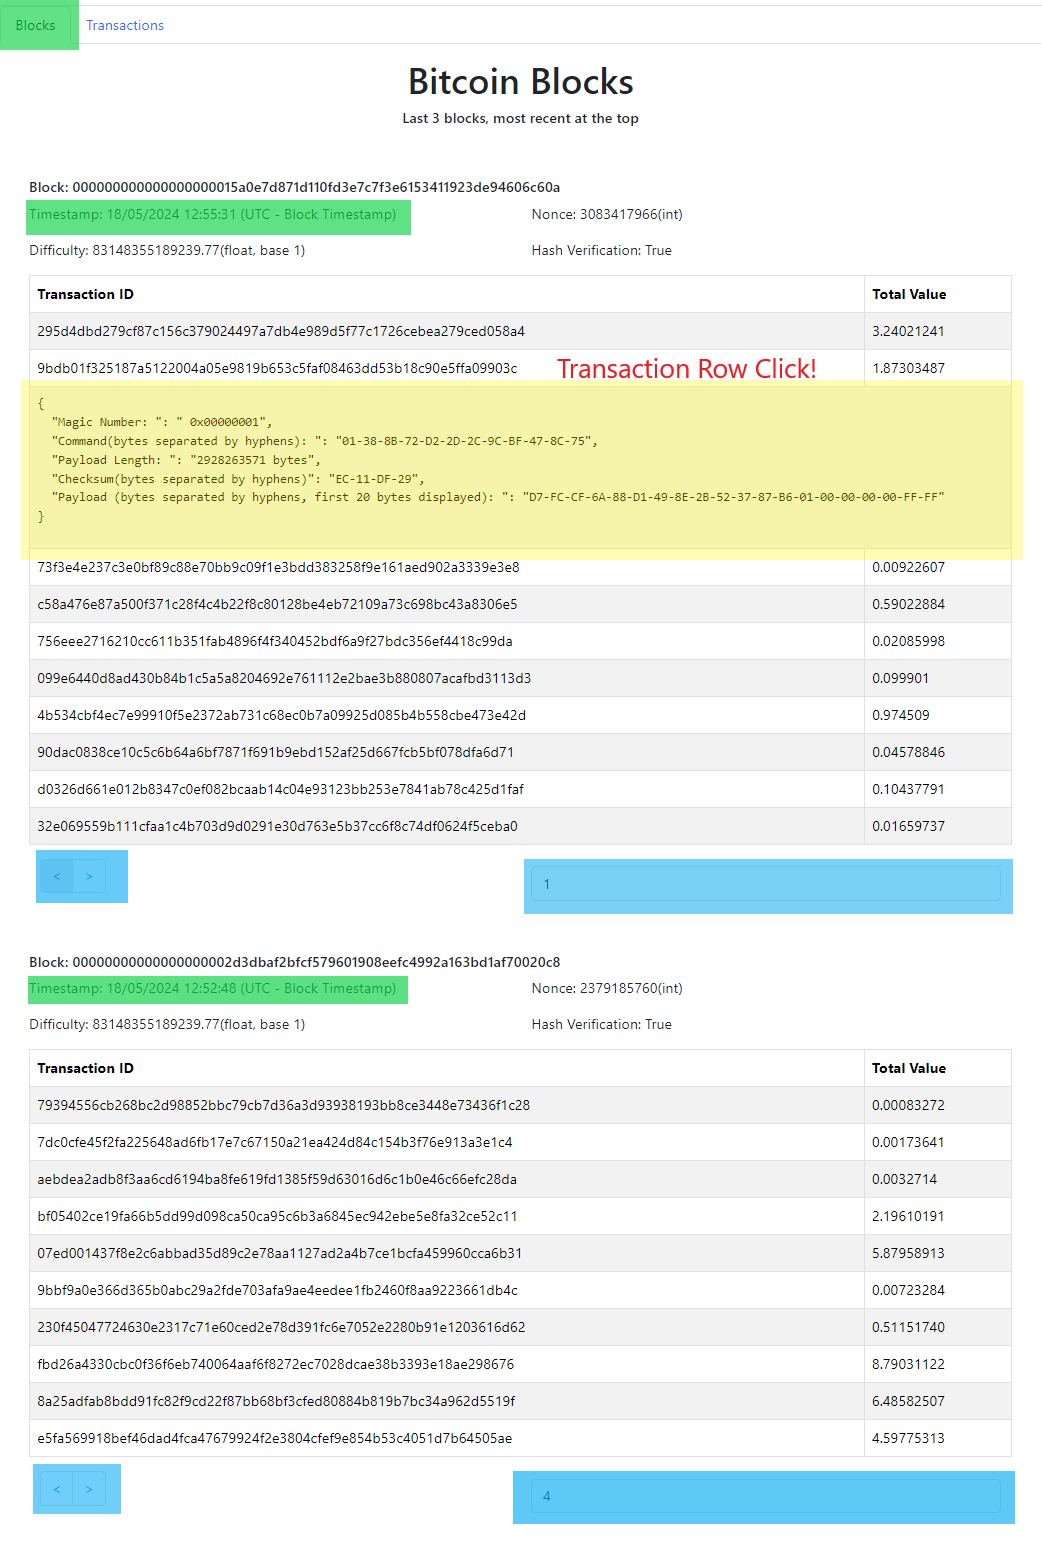 Blocks Transactions
Bitcoin Blocks
Last 3 blocks, most recent at the top
Block: 000000000000000000015a0e7d871d110fd3e7c7f3e6153411923de94606c60a
Timestamp: 18/05/2024 12:55:31 (UTC - Block Timestamp) Nonce: 3083417966(int)
Difficulty: 83148355189239.77(float, base 1) Hash Verification: True
Transaction ID Total Value
295d4dbd279cf87c156c379024497a7db4e989d5f77c1726cebea279ced058a4 3.24021241
9bdb01f325187a5122004a05e9819b653c5faf08463dd53b18c90e5ffa09903c Transaction Row Click! 1.87303487
{
"Magic Number: ": " 0x00000001",
"Command(bytes separated by hyphens): ": "01-38-8B-72-D2-2D-2C-9C-BF-47-8C-75",
"Payload Length: ": "2928263571 bytes",
"Checksum(bytes separated by hyphens)": "EC-11-DF-29",
"Payload (bytes separated by hyphens, first 20 bytes displayed): ": "D7-FC-CF-6A-88-D1-49-8E-2B-52-37-87-B6-01-00-00-00-00-FF-FF"
}
73f3e4e237c3e0bf89c88e70bb9c09f1e3bdd383258f9e161aed902a3339e3e8 0.00922607
c58a476e87a500f371c28f4c4b22f8c80128be4eb72109a73c698bc43a8306e5 0.59022884
756eee2716210cc611b351fab4896f4f340452bdf6a9f27bdc356ef4418c99da 0.02085998
099e6440d8ad430b84b1c5a5a8204692e761112e2bae3b880807acafbd3113d3 0.099901
4b534cbf4ec7e99910f5e2372ab731c68ec0b7a09925d085b4b558cbe473e42d 0.974509
90dac0838ce10c5c6b64a6bf7871f691b9ebd152af25d667fcb5bf078dfa6d71 0.04578846
d0326d661e012b8347c0ef082bcaab14c04e93123bb253e7841ab78c425d1faf 0.10437791
32e069559b111cfaa1c4b703d9d0291e30d763e5b37cc6f8c74df0624f5ceba0 0.01659737
< > 1
Block: 00000000000000000002d3dbaf2bfcf579601908eefc4992a163bd1af70020c8
Timestamp: 18/05/2024 12:52:48 (UTC - Block Timestamp) Nonce: 2379185760(int)
Difficulty: 83148355189239.77(float, base 1) Hash Verification: True
Transaction ID Total Value
79394556cb268bc2d98852bbc79cb7d36a3d93938193bb8ce3448e73436f1c28 0.00083272
7dc0cfe45f2fa225648ad6fb17e7c67150a21ea424d84c154b3f76e913a3e1c4 0.00173641
aebdea2adb8f3aa6cd6194ba8fe619fd1385f59d63016d6c1b0e46c66efc28da 0.0032714
bf05402ce19fa66b5dd99d098ca50ca95c6b3a6845ec942ebe5e8fa32ce52c11 2.19610191
07ed001437f8e2c6abbad35d89c2e78aa1127ad2a4b7ce1bcfa459960cca6b31 5.87958913
9bbf9a0e366d365b0abc29a2fde703afa9ae4eedee1fb2460f8aa9223661db4c 0.00723284
230f45047724630e2317c71e60ced2e78d391fc6e7052e2280b91e1203616d62 0.51151740
fbd26a4330cbc0f36f6eb740064aaf6f8272ec7028dcae38b3393e18ae298676 8.79031122
8a25adfab8bdd91fc82f9cd22f87bb68bf3cfed80884b819b7bc34a962d5519f 6.48582507
e5fa569918bef46dad4fca47679924f2e3804cfef9e854b53c4051d7b64505ae 4.59775313
< > 4